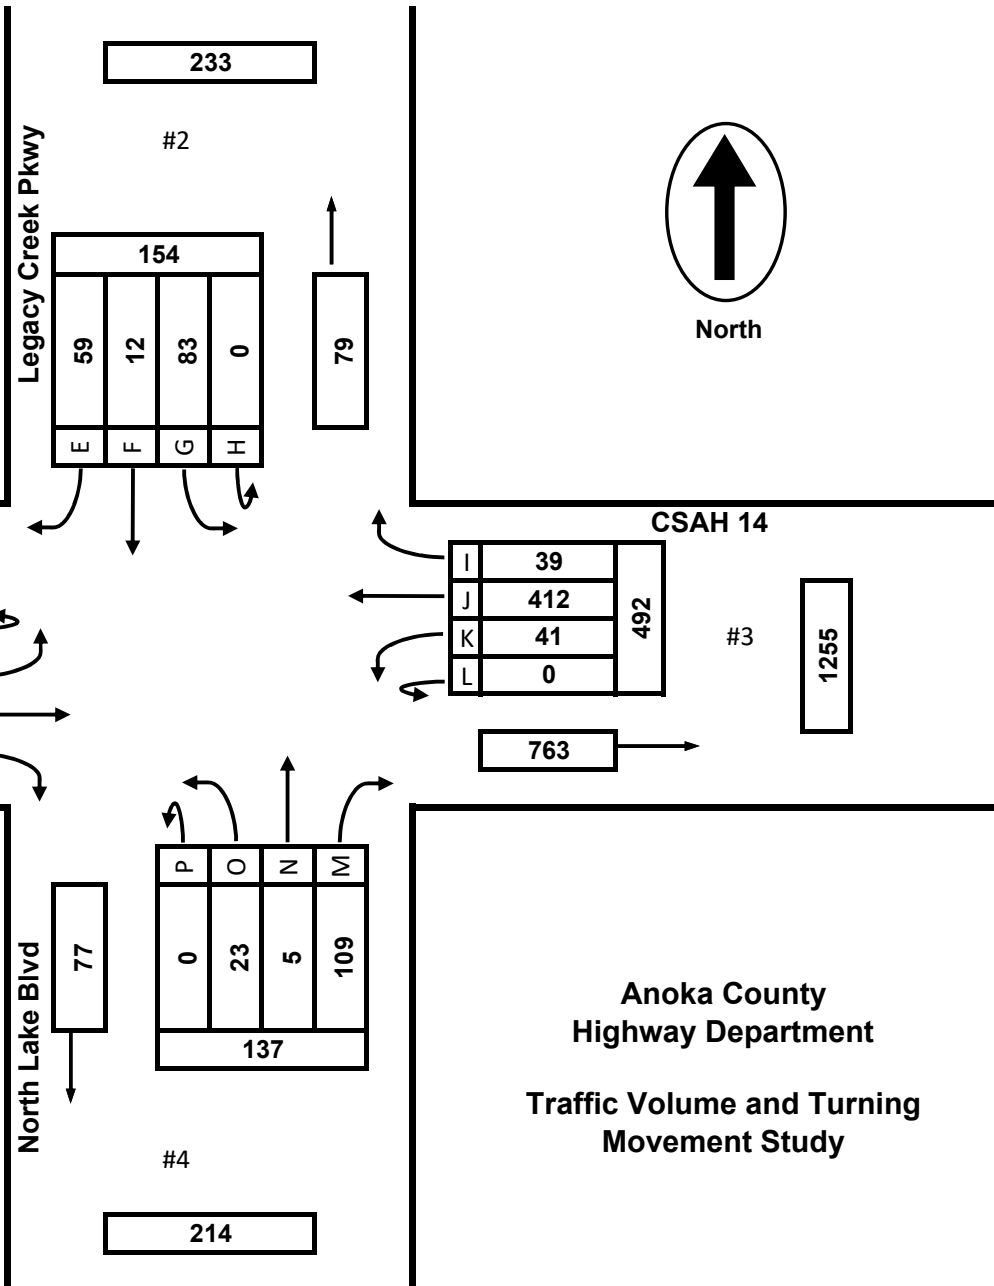 233
#2
Legacy Creek Pkwy
154
59
12
83
0
E
F
G
H
79
North
CSAH 14
I 39
J 412
K 41
L 0
492
#3
1255
763
P
O
N
M
0
23
5
109
137
77
North Lake Blvd
#4
214
Anoka County
Highway Department
Traffic Volume and Turning
Movement Study